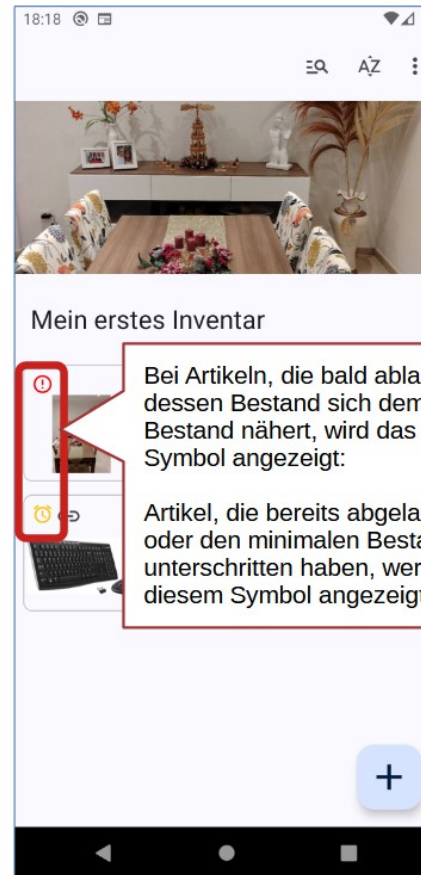 18:18
AZ
Mein erstes Inventar
Bei Artikeln, die bald abla
dessen Bestand sich dem
Bestand nähert, wird das
Symbol angezeigt:
Artikel, die bereits abgela
oder den minimalen Besta
unterschritten haben, wer
diesem Symbol angezeigt